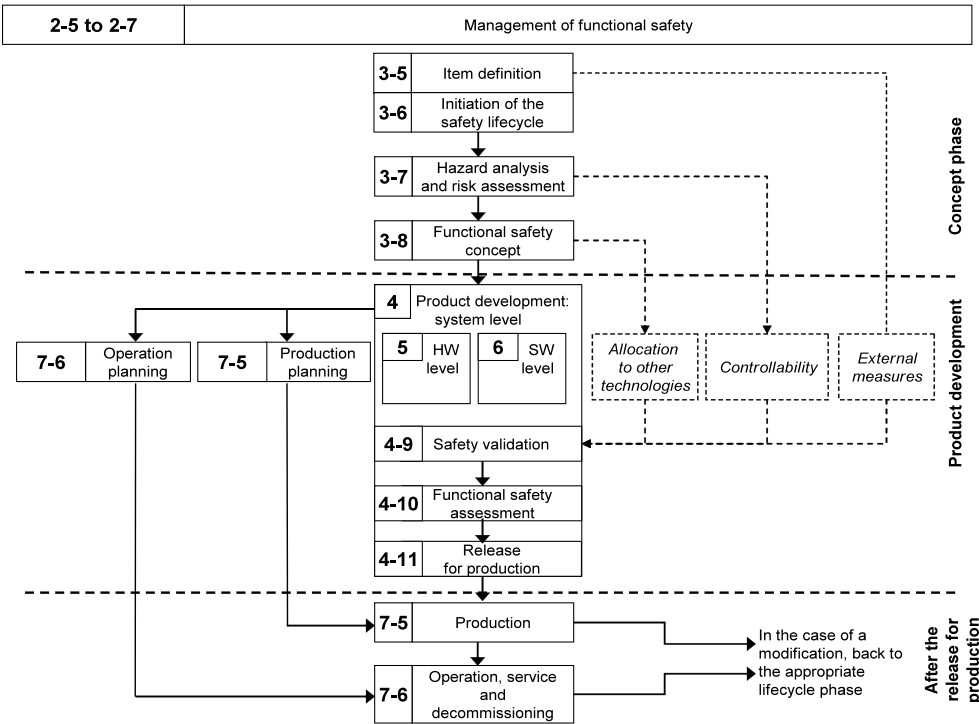 2-5 to 2-7
Management of functional safety
3-5
Item definition
3-6
Initiation of the
safety lifecycle
3-7
Hazard analysis
and risk assessment
3-8
Functional safety
concept
Concept phase
4
Product development:
system level
5
HW
level
6
SW
level
7-6
Operation
planning
7-5
Production
planning
Allocation
to other
technologies
Controllability
External
measures
4-9
Safety validation
4-10
Functional safety
assessment
4-11
Release
for production
Product development
7-5
Production
7-6
Operation, service
and
decommissioning
In the case of a
modification, back to
the appropriate
lifecycle phase
After the
release for
production